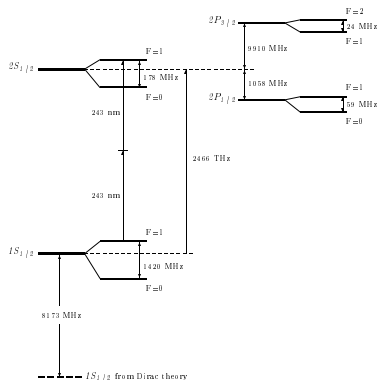 F=2
2P3/2
24 MHz
F=1
9910 MHz
F=1
2S1/2
178 MHz
1058 MHz
F=0
2P1/2
F=1
59 MHz
243 nm
F=0
2466 THz
243 nm
F=1
1S1/2
1420 MHz
F=0
8173 MHz
1S1/2 from Dirac theory